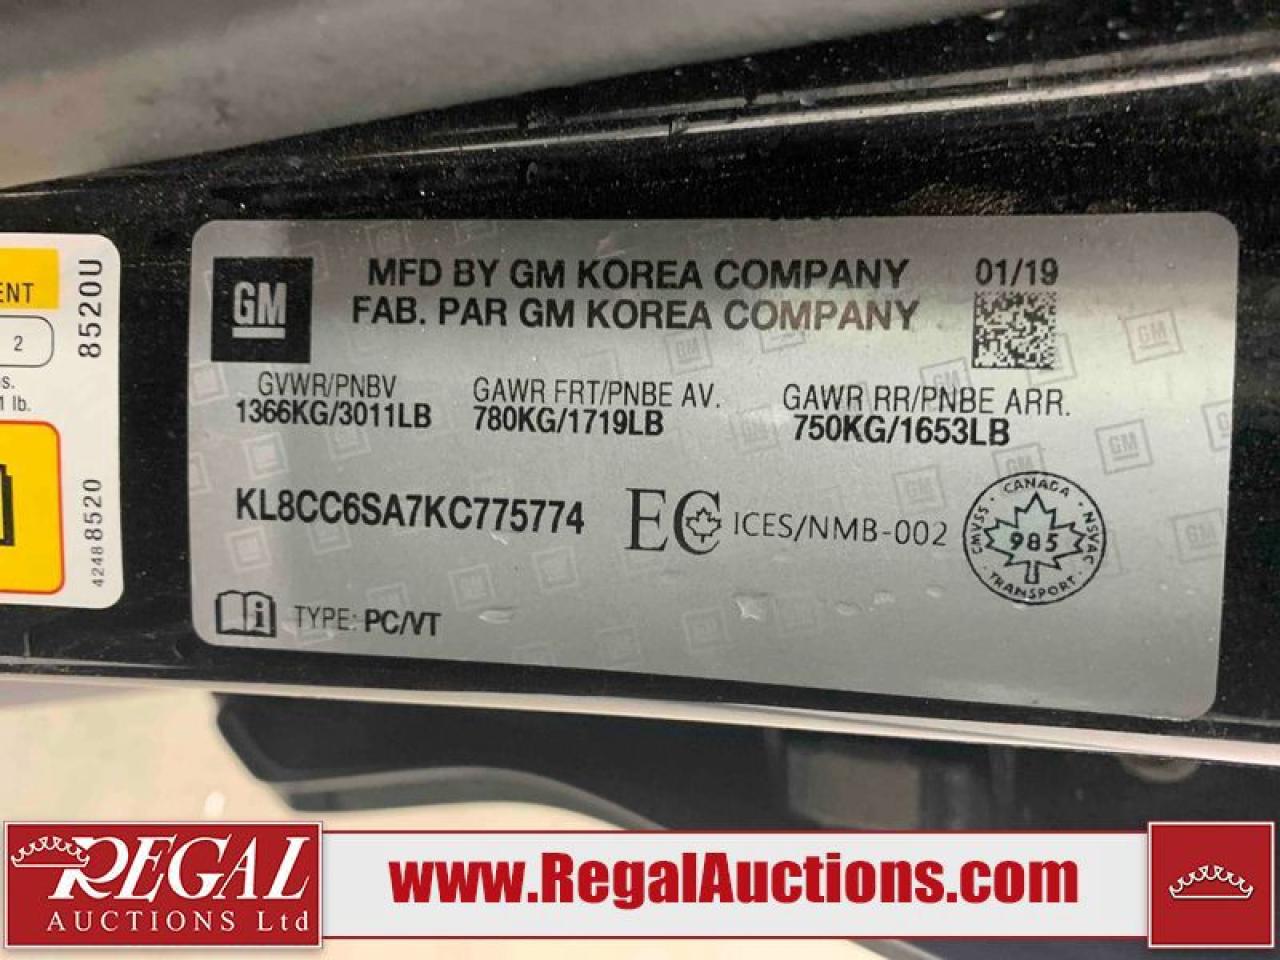 ENT
2
s.
1 lb.
8520U
42488520
GM
MFD BY GM KOREA COMPANY
FAB. PAR GM KOREA COMPANY
01/19
GVWR/PNBV
1366KG/3011LB
GAWR FRT/PNBE AV.
780KG/1719LB
GAWR RR/PNBE ARR.
750KG/1653LB
KL8CC6SA7KC775774
EC ICES/NMB-002
CANADA
CMVSS
985
NSVAC
TRANSPORT
TYPE: PC/VT
REGAL
AUCTIONS Ltd
www.RegalAuctions.com